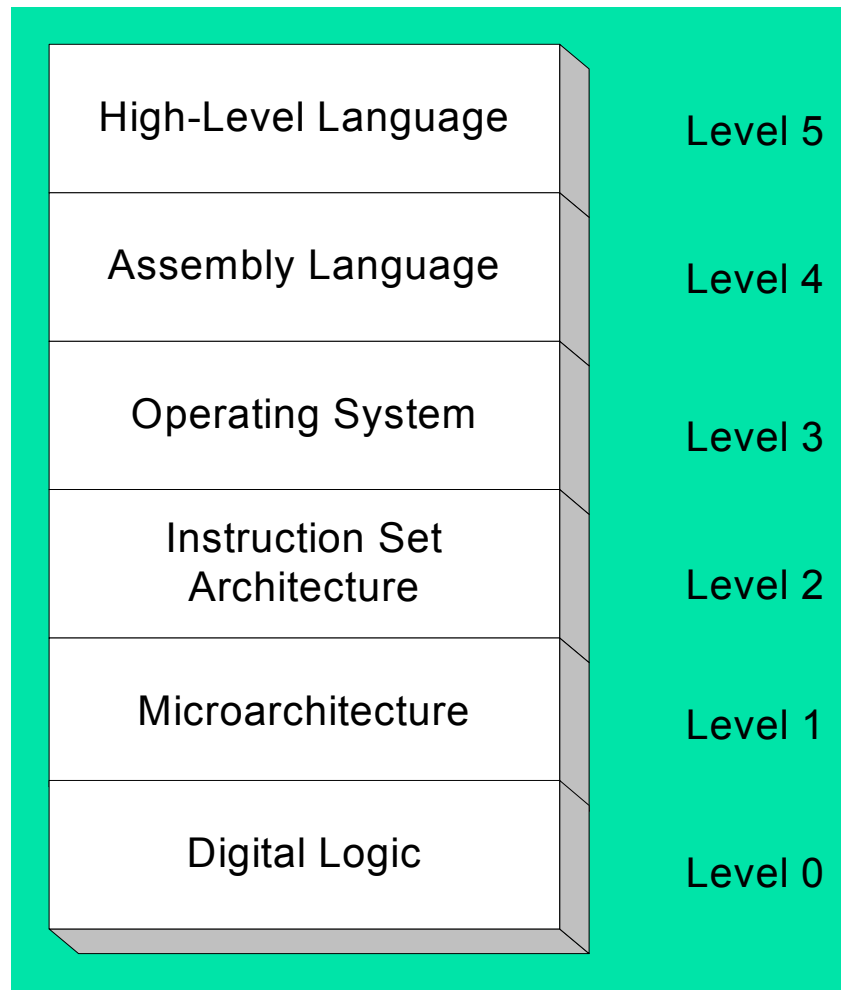 High-Level Language
Level 5
Assembly Language
Level 4
Operating System
Level 3
Instruction Set
Architecture
Level 2
Microarchitecture
Level 1
Digital Logic
Level 0